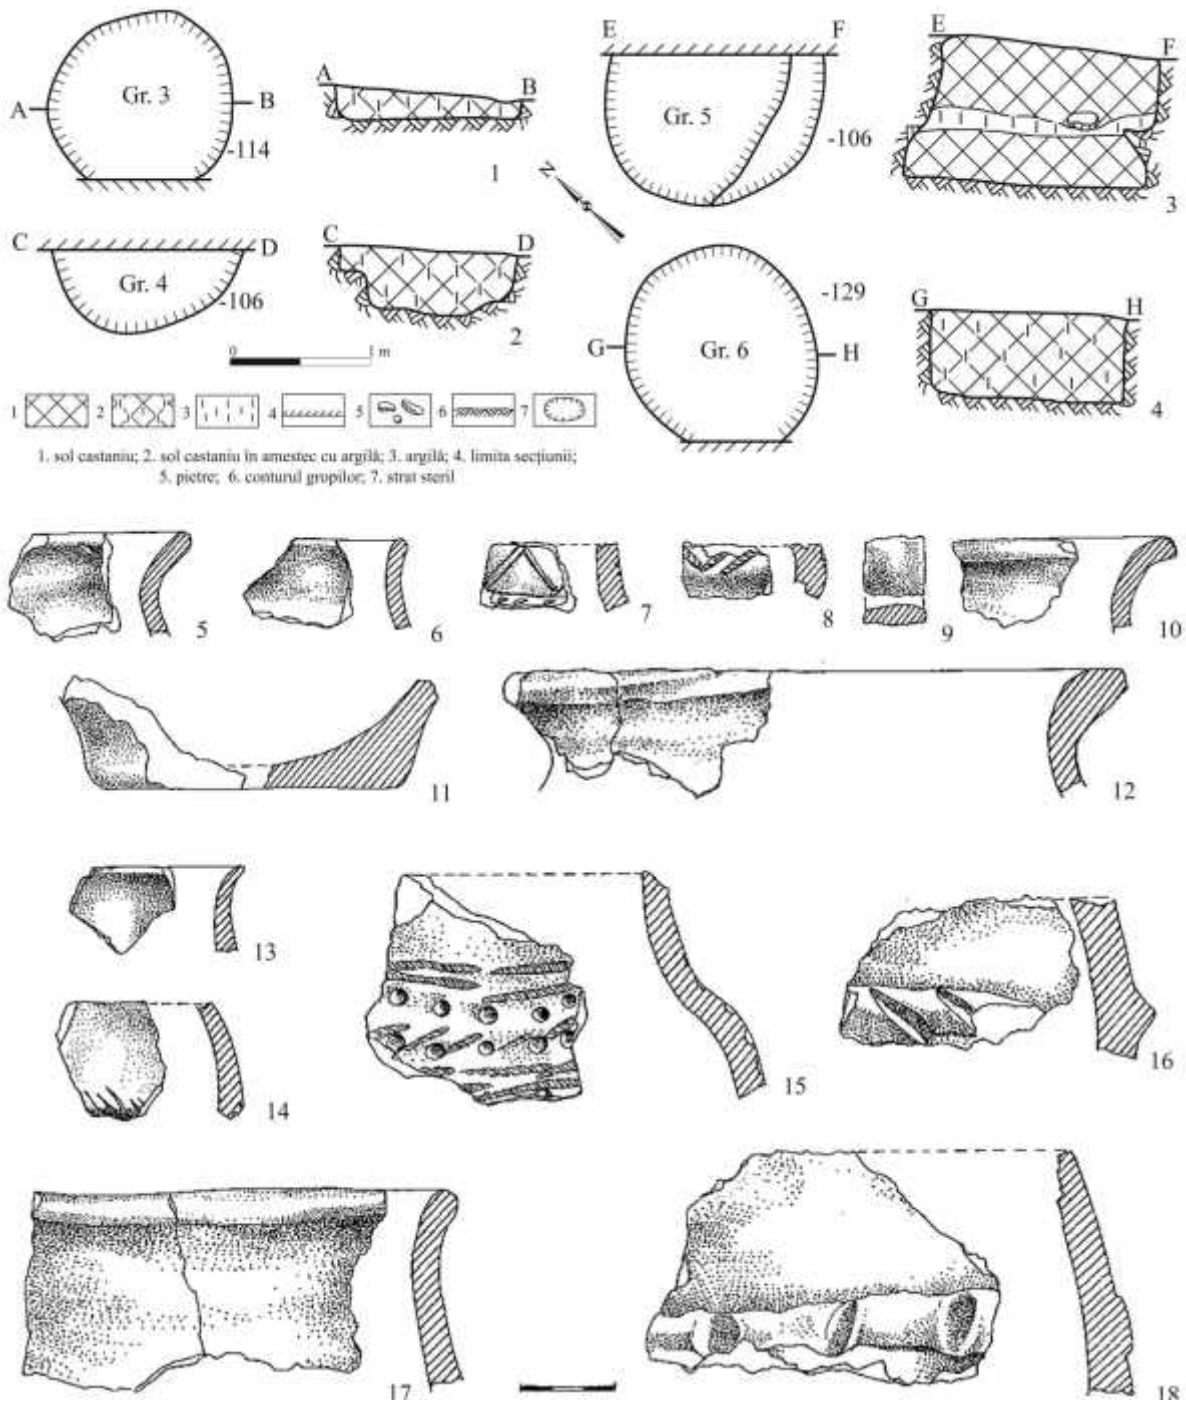 Gr. 3
A
B
-114
A
B
1
E
F
Gr. 5
-106
E
F
3
N
C
D
Gr. 4
-106
C
D
2
0 1 m
Gr. 6
-129
G
H
G
H
4
1 2 3 4 5 6 7
1. sol castaniu; 2. sol castaniu în amestec cu argilă; 3. argilă; 4. limita secțiunii;
5. pietre; 6. conturul gropilor; 7. strat steril
5
6
7
8
9
10
11
12
13
14
15
16
17
18